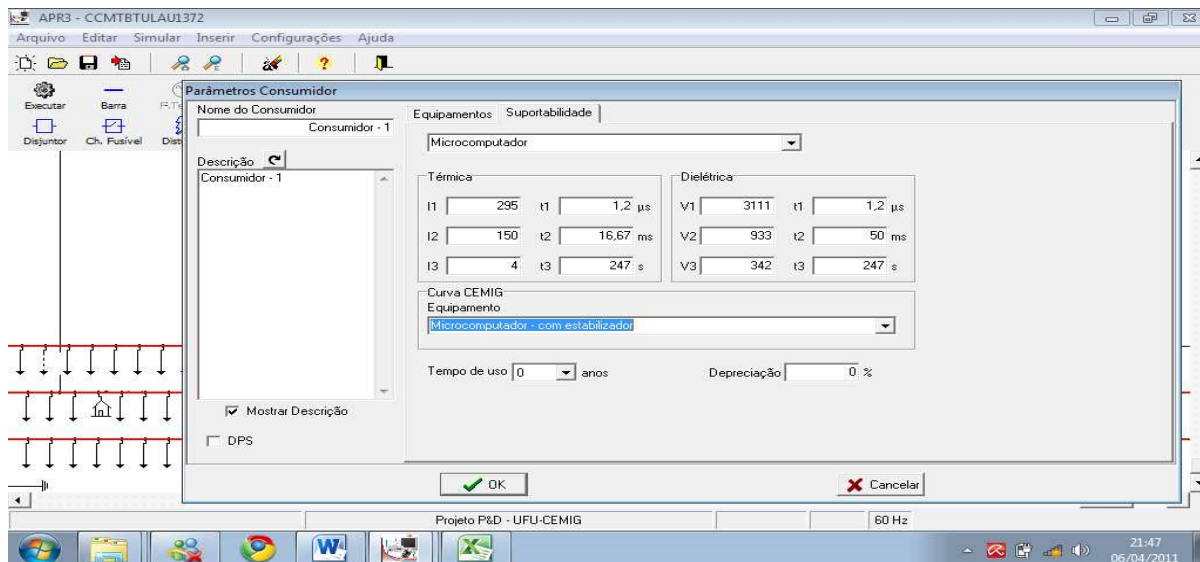 APR3 - CCMTBTULAU1372
Arquivo Editar Simular Inserir Configurações Ajuda
Executar Barra
Disjuntor Ch. Fusível Dist
Parâmetros Consumidor
Nome do Consumidor
Consumidor - 1
Descrição
Consumidor - 1
Mostrar Descrição
DPS
Equipamentos Suportabilidade
Microcomputador
Térmica
I1 295 t1 1,2 µs
I2 150 t2 16,67 ms
I3 4 t3 247 s
Dielétrica
V1 3111 t1 1,2 µs
V2 933 t2 50 ms
V3 342 t3 247 s
Curva CEMIG
Equipamento
Microcomputador - com estabilizador
Tempo de uso 0 anos Depreciação 0 %
OK Cancelar
Projeto P&D - UFU-CEMIG 60 Hz
21:47
06/04/2011